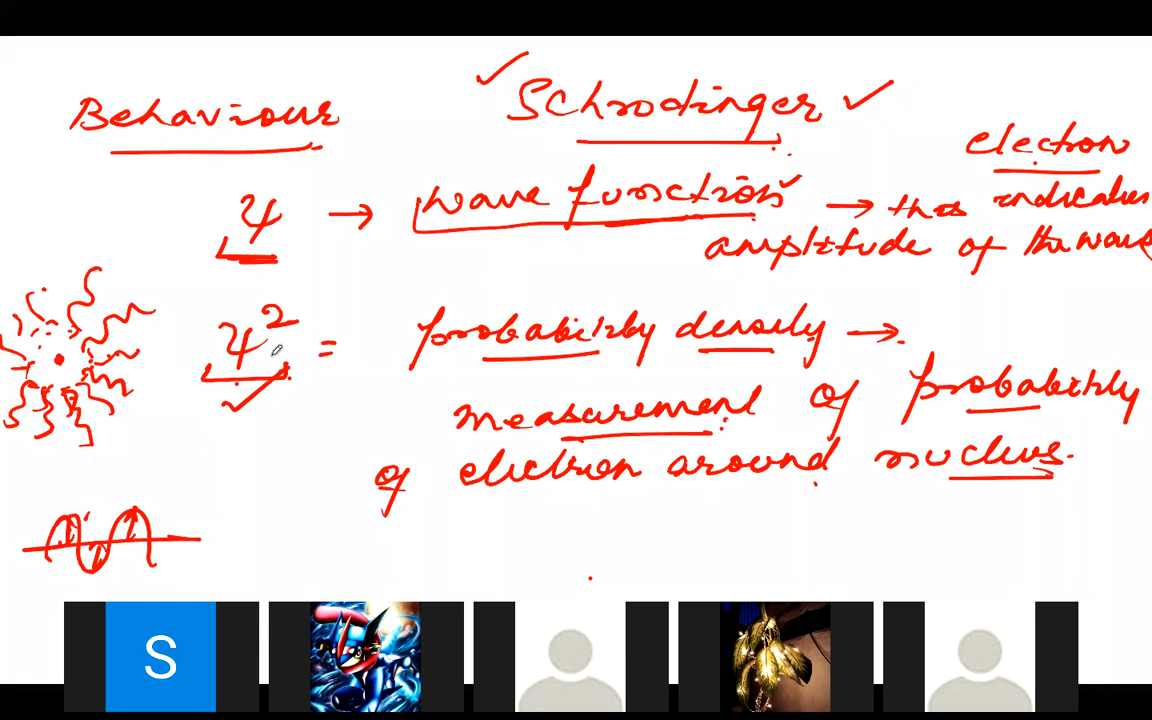 Behaviour Schrodinger
electron
ψ → wave function → this indicates
amplitude of the wave
ψ² = probability density →
measurement of probability
of electron around nucleus.
S